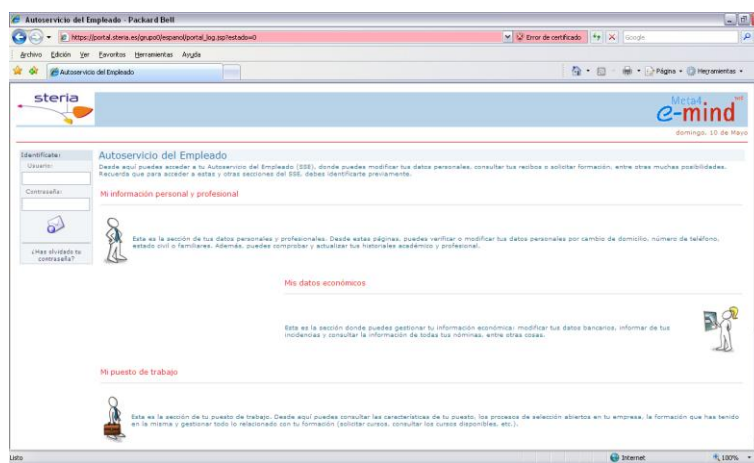 Autoservicio del Empleado - Packard Bell
https://portal.steria.es/grupo0/espanol/portal_log.jsp?estado=0
Error de certificado
Google
Archivo Edición Ver Favoritos Herramientas Ayuda
Autoservicio del Empleado
Página
Herramientas
steria
Meta4
e-mind
net
domingo, 10 de Mayo
Identifícate:
Usuario:
Contraseña:
¿Has olvidado tu
contraseña?
Autoservicio del Empleado
Desde aquí puedes acceder a tu Autoservicio del Empleado (SSE), donde puedes modificar tus datos personales, consultar tus recibos o solicitar formación, entre otras muchas posibilidades.
Recuerda que para acceder a estas y otras secciones del SSE, debes identificarte previamente.
Mi información personal y profesional
Esta es la sección de tus datos personales y profesionales. Desde estas páginas, puedes verificar o modificar tus datos personales por cambio de domicilio, número de teléfono,
estado civil o familiares. Además, puedes comprobar y actualizar tus historiales académico y profesional.
Mis datos económicos
Esta es la sección donde puedes gestionar tu información económica: modificar tus datos bancarios, informar de tus
incidencias y consultar la información de todas tus nóminas, entre otras cosas.
Mi puesto de trabajo
Esta es la sección de tu puesto de trabajo. Desde aquí puedes consultar las características de tu puesto, los procesos de selección abiertos en tu empresa, la formación que has tenido
en la misma y gestionar todo lo relacionado con tu formación (solicitar cursos, consultar los cursos disponibles, etc.).
Listo
Internet
100%